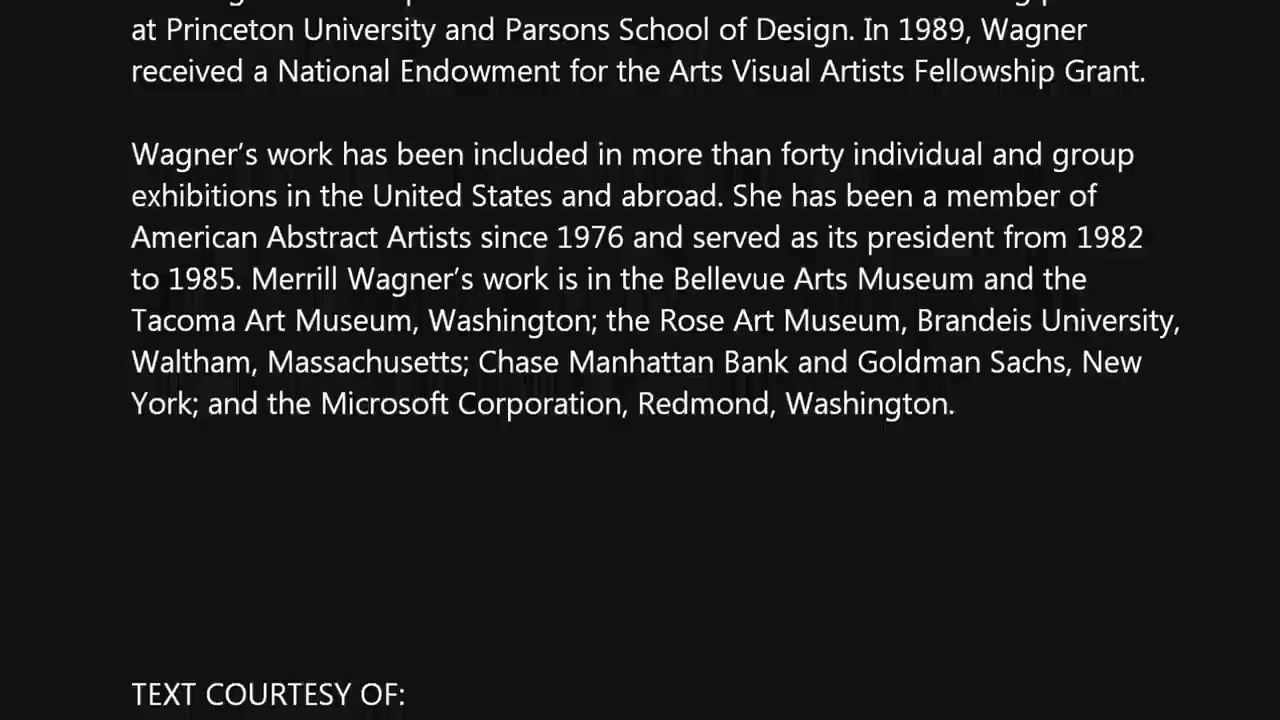 at Princeton University and Parsons School of Design. In 1989, Wagner
received a National Endowment for the Arts Visual Artists Fellowship Grant.
Wagner’s work has been included in more than forty individual and group
exhibitions in the United States and abroad. She has been a member of
American Abstract Artists since 1976 and served as its president from 1982
to 1985. Merrill Wagner’s work is in the Bellevue Arts Museum and the
Tacoma Art Museum, Washington; the Rose Art Museum, Brandeis University,
Waltham, Massachusetts; Chase Manhattan Bank and Goldman Sachs, New
York; and the Microsoft Corporation, Redmond, Washington.
TEXT COURTESY OF: